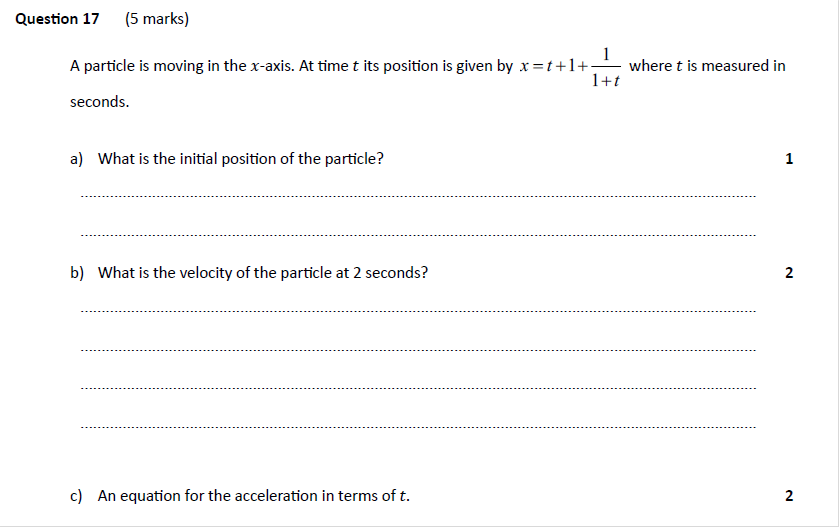 Question 17 (5 marks)
A particle is moving in the x-axis. At time t its position is given by x = t + 1 + 1/(1+t) where t is measured in
seconds.
a) What is the initial position of the particle? 1
b) What is the velocity of the particle at 2 seconds? 2
c) An equation for the acceleration in terms of t. 2